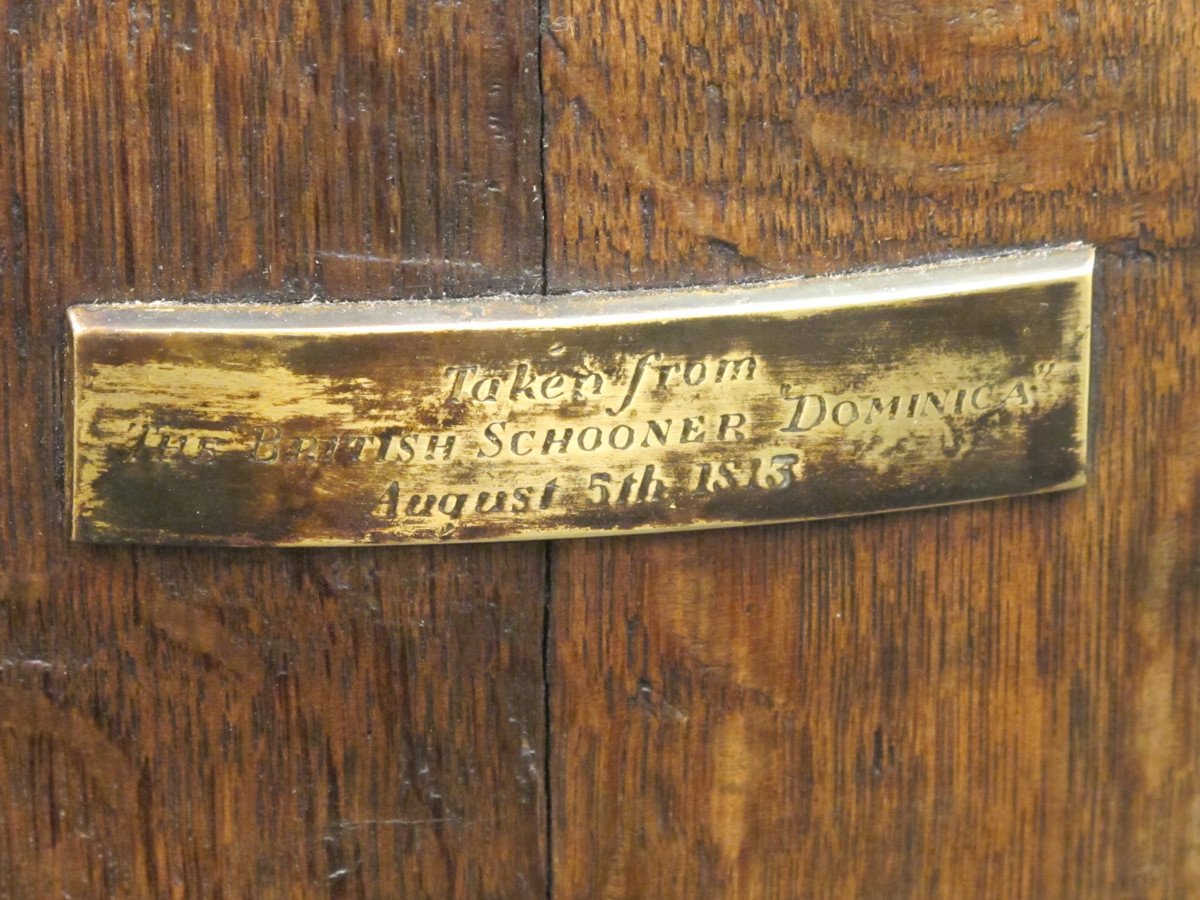 Taken from
THE BRITISH SCHOONER "DOMINICA"
August 5th 1813